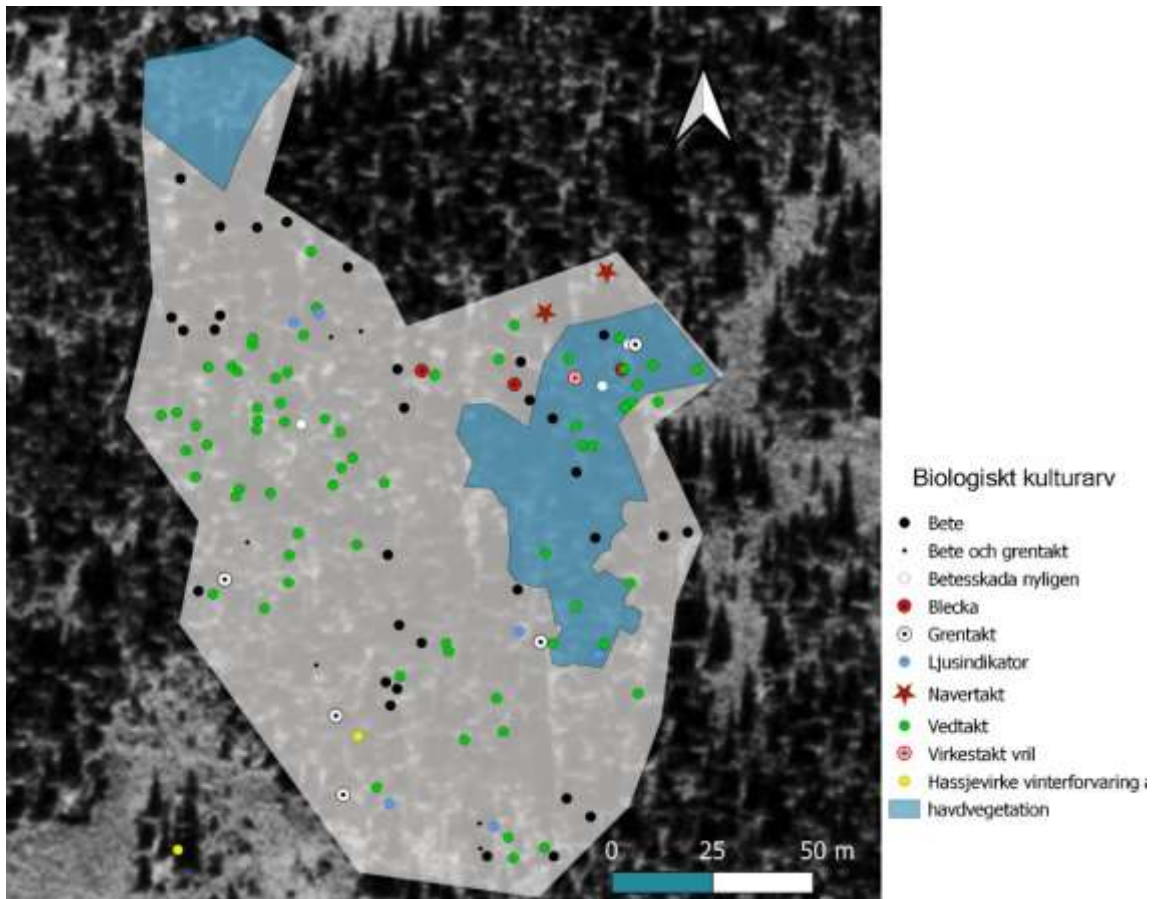 Biologiskt kulturarv
Bete
Bete och grentakt
Betesskada nyligen
Blecka
Grentakt
Ljusindikator
Navertakt
Vedtakt
Virkestakt vril
Hassjevirke vinterforvaring
havdvegetation
0 25 50 m